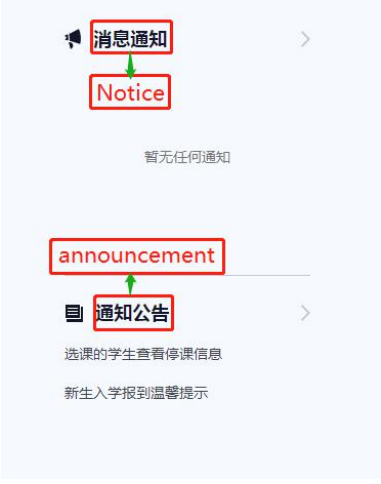 消息通知
Notice
暂无任何通知
announcement
通知公告
选课的学生查看停课信息
新生入学报到温馨提示